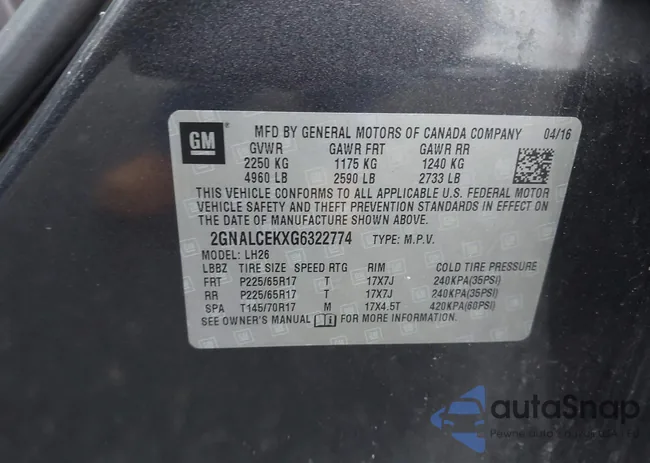 GM
MFD BY GENERAL MOTORS OF CANADA COMPANY 04/16
GVWR GAWR FRT GAWR RR
2250 KG 1175 KG 1240 KG
4960 LB 2590 LB 2733 LB
THIS VEHICLE CONFORMS TO ALL APPLICABLE U.S. FEDERAL MOTOR
VEHICLE SAFETY AND THEFT PREVENTION STANDARDS IN EFFECT ON
THE DATE OF MANUFACTURE SHOWN ABOVE.
2GNALCEKXG6322774 TYPE: M.P.V.
MODEL: LH26
LBBZ TIRE SIZE SPEED RTG RIM COLD TIRE PRESSURE
FRT P225/65R17 T 17X7J 240KPA(35PSI)
RR P225/65R17 T 17X7J 240KPA(35PSI)
SPA T145/70R17 M 17X4.5T 420KPA(60PSI)
SEE OWNER'S MANUAL FOR MORE INFORMATION.
autoSnap
Pewne Auto z